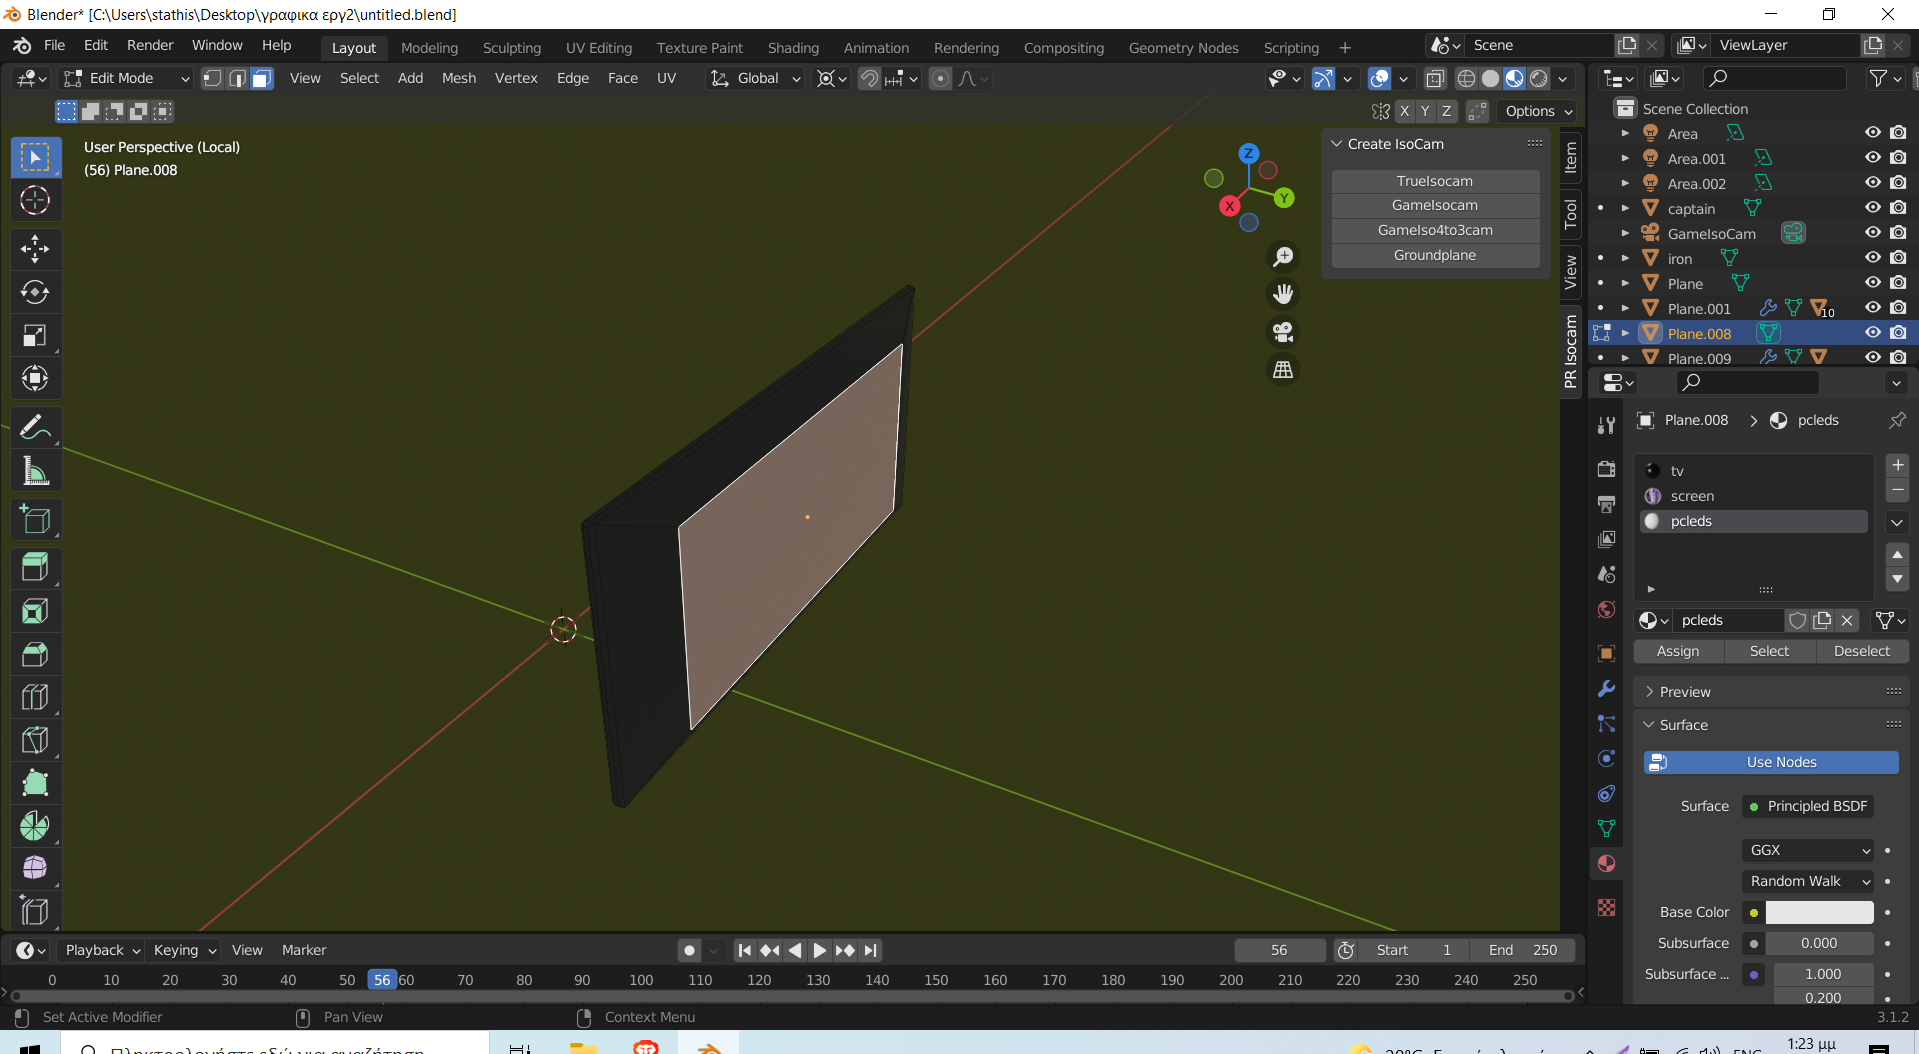 Blender* [C:\Users\stathis\Desktop\γραφικα εργ2\untitled.blend]
File Edit Render Window Help Layout Modeling Sculpting UV Editing Texture Paint Shading Animation Rendering Compositing Geometry Nodes Scripting + Scene ViewLayer
Edit Mode View Select Add Mesh Vertex Edge Face UV Global
X Y Z Options
User Perspective (Local)
(56) Plane.008
Z
Y
X
Create IsoCam
TrueIsocam
GameIsocam
GameIso4to3cam
Groundplane
Item
Tool
View
PR Isocam
Scene Collection
Area
Area.001
Area.002
captain
GameIsoCam
iron
Plane
Plane.001 10
Plane.008
Plane.009
Plane.008 pcleds
tv
screen
pcleds
pcleds
Assign Select Deselect
Preview
Surface
Use Nodes
Surface Principled BSDF
GGX
Random Walk
Base Color
Subsurface 0.000
Subsurface ... 1.000
0.200
Playback Keying View Marker 56 Start 1 End 250
0 10 20 30 40 50 56 60 70 80 90 100 110 120 130 140 150 160 170 180 190 200 210 220 230 240 250
Set Active Modifier Pan View Context Menu 3.1.2
1:23 μμ